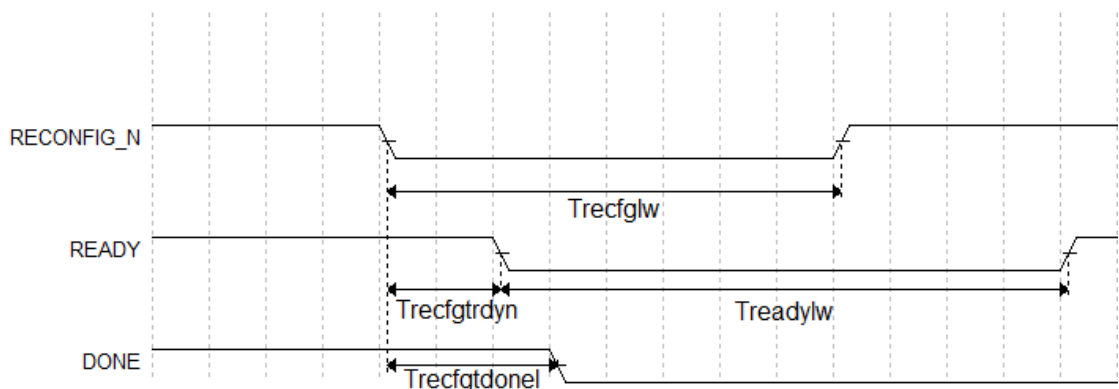 RECONFIG_N
Trecfglw
READY
Trecfgtrdyn
Treadylw
DONE
Trecfgtdonel